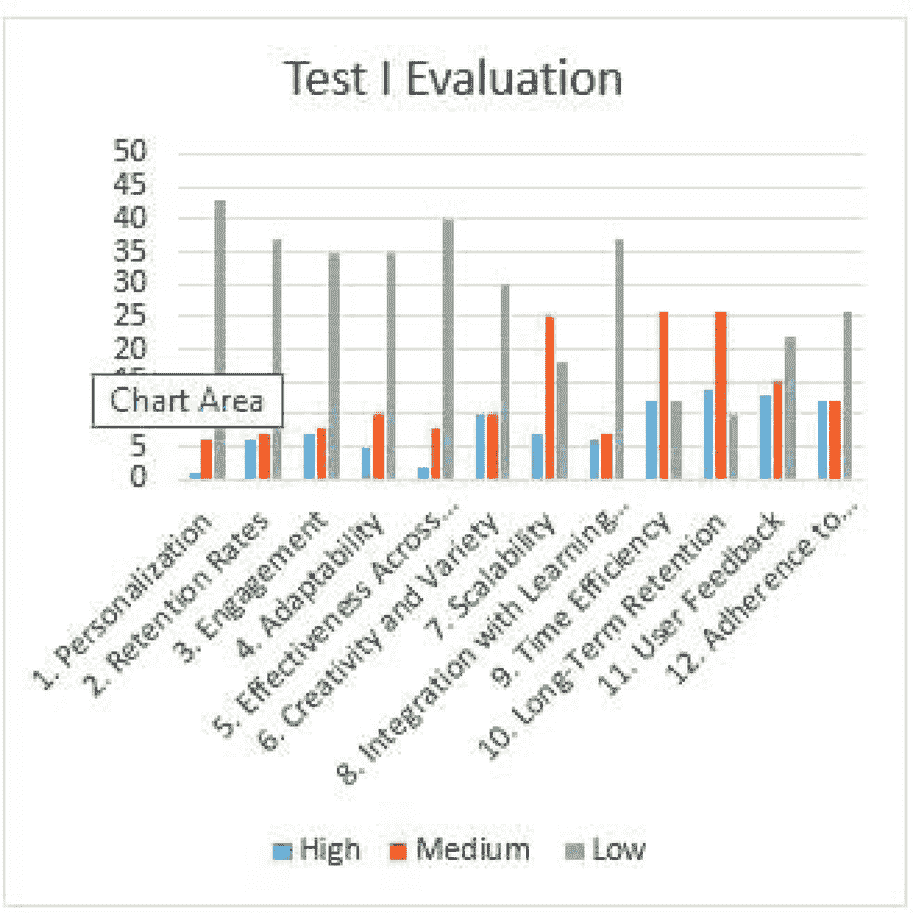 Test I Evaluation
50
45
40
35
30
25
20
Chart Area
5
0
1. Personalization
2. Retention Rates
3. Engagement
4. Adaptability
5. Effectiveness Across...
6. Creativity and Variety
7. Scalability
8. Integration with Learning...
9. Time Efficiency
10. Long-Term Retention
11. User Feedback
12. Adherence to...
High Medium Low